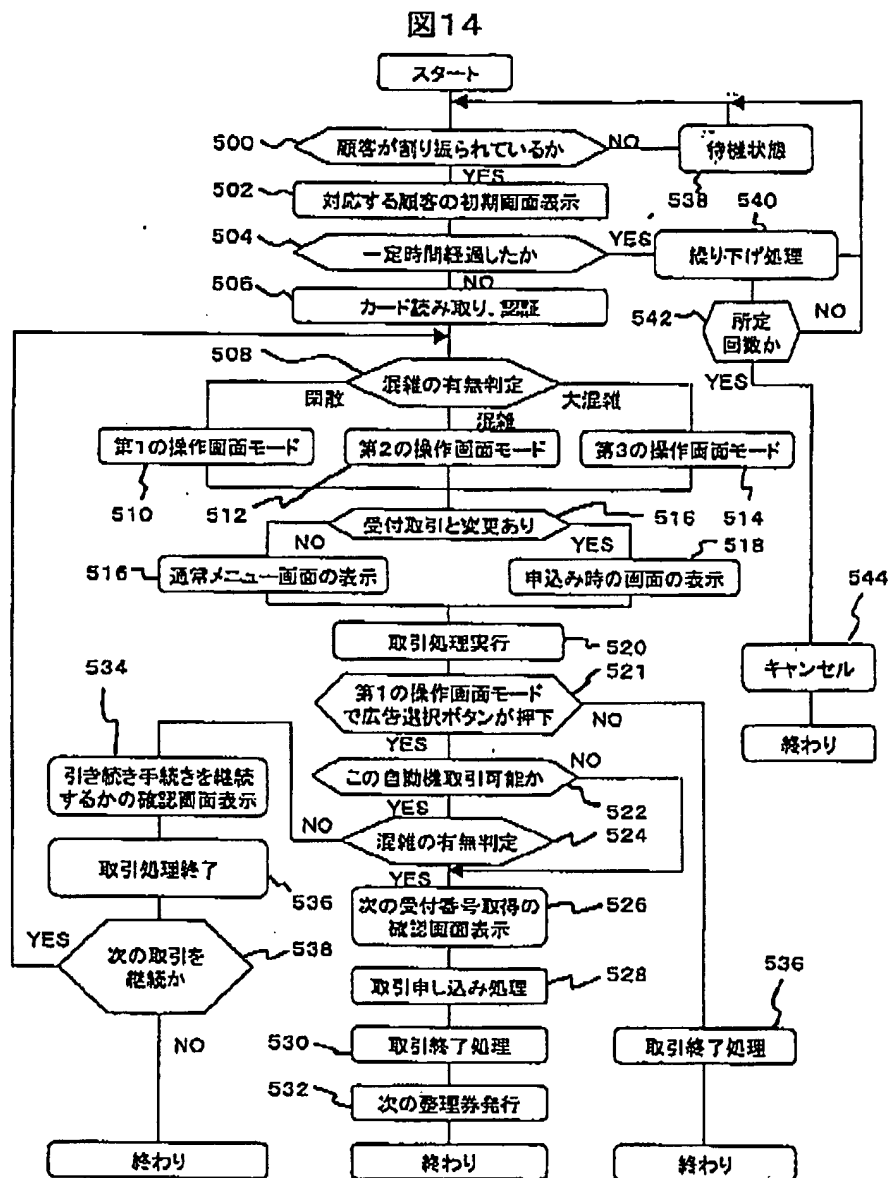 図14
スタート
500
顧客が割り振られているか
NO
待機状態
YES
502
対応する顧客の初期画面表示
538
540
504
一定時間経過したか
YES
繰り下げ処理
NO
506
カード読み取り、認証
542
所定
回数か
NO
YES
508
混雑の有無判定
閑散
混雑
大混雑
第1の操作画面モード
第2の操作画面モード
第3の操作画面モード
510
512
514
受付取引と変更あり
516
NO
YES
518
516
通常メニュー画面の表示
申込み時の画面の表示
544
取引処理実行
520
キャンセル
534
第1の操作画面モード
で広告選択ボタンが押下
521
NO
YES
終わり
引き続き手続きを継続
するかの確認画面表示
この自動機取引可能か
NO
522
YES
NO
混雑の有無判定
524
取引処理終了
536
YES
次の受付番号取得の
確認画面表示
526
YES
次の取引を
継続か
538
取引申し込み処理
528
536
NO
530
取引終了処理
取引終了処理
532
次の整理券発行
終わり
終わり
終わり